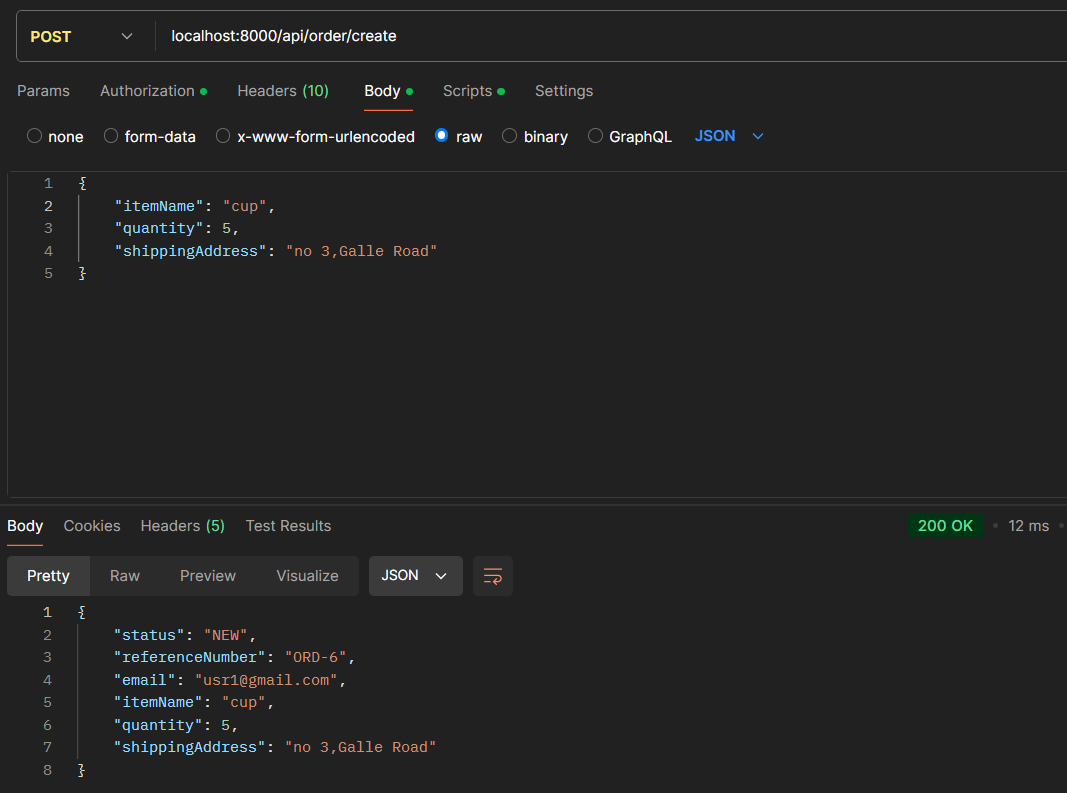 POST localhost:8000/api/order/create
Params Authorization Headers (10) Body Scripts Settings
none form-data x-www-form-urlencoded raw binary GraphQL JSON
1 {
2 "itemName": "cup",
3 "quantity": 5,
4 "shippingAddress": "no 3,Galle Road"
5 }
Body Cookies Headers (5) Test Results 200 OK 12 ms
Pretty Raw Preview Visualize JSON
1 {
2 "status": "NEW",
3 "referenceNumber": "ORD-6",
4 "email": "usr1@gmail.com",
5 "itemName": "cup",
6 "quantity": 5,
7 "shippingAddress": "no 3,Galle Road"
8 }